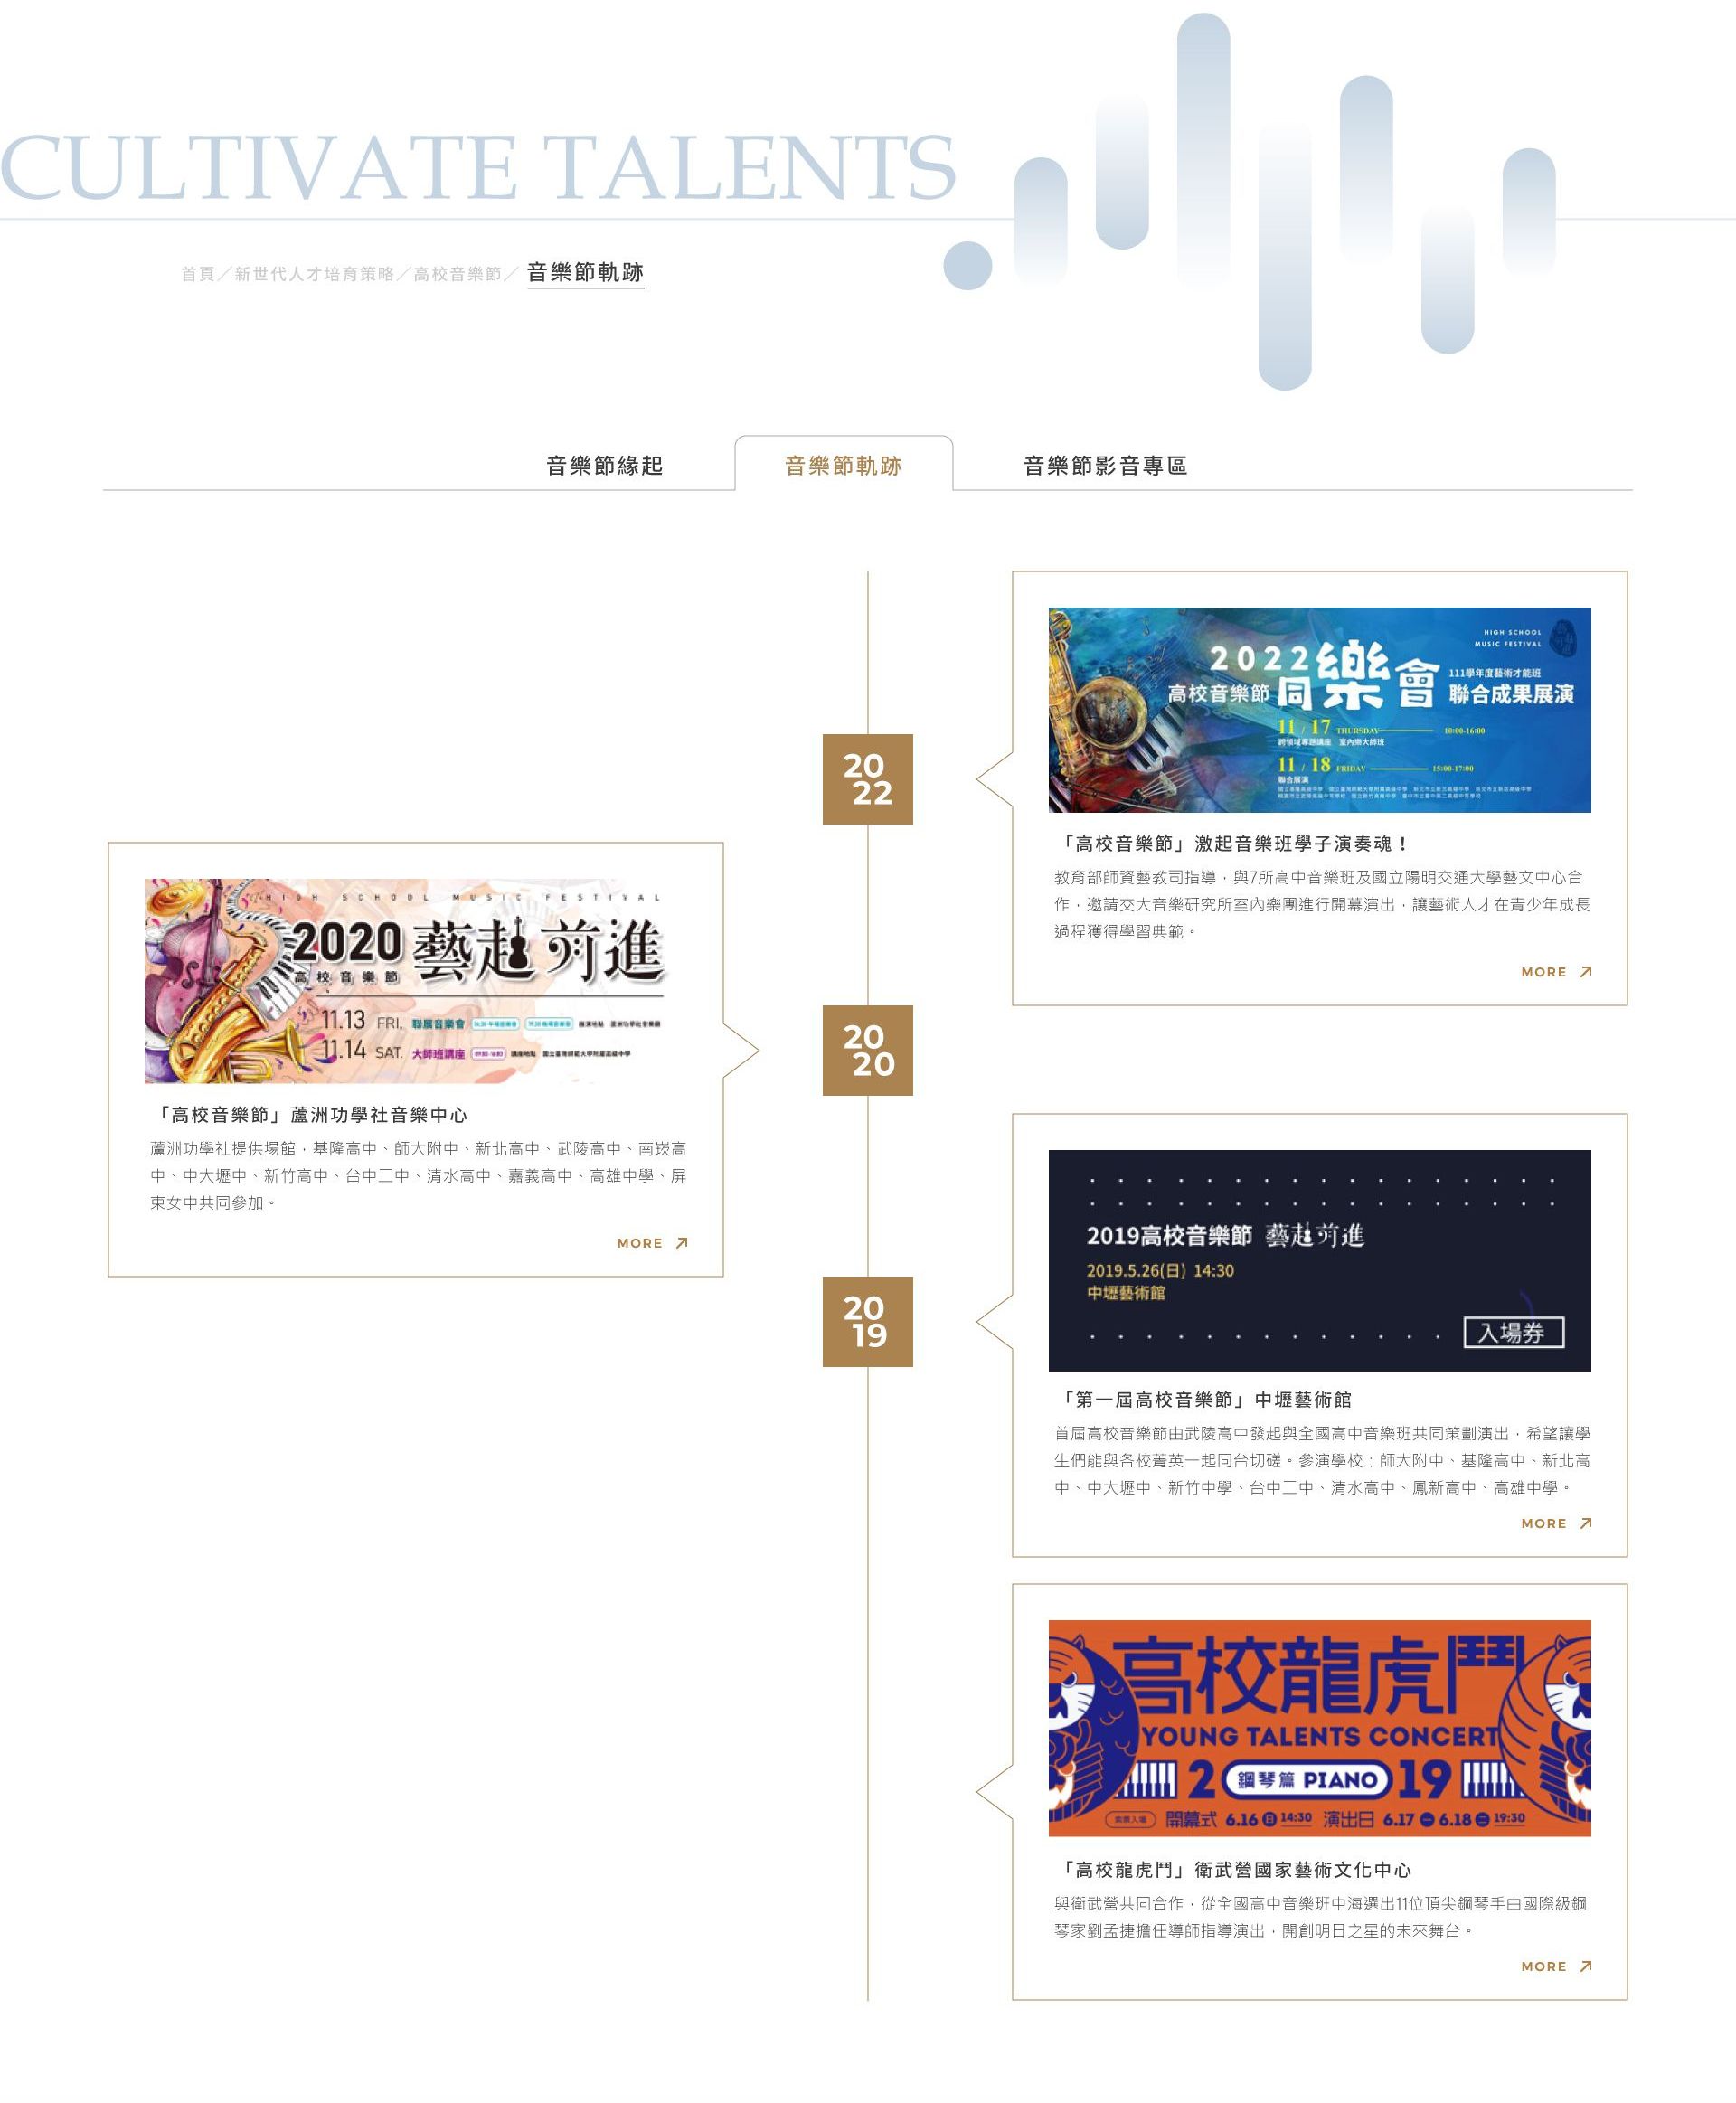 CULTIVATE TALENTS
首頁／新世代人才培育策略／高校音樂節／ 音樂節軌跡
音樂節緣起 音樂節軌跡 音樂節影音專區
20
22
HIGH SCHOOL
MUSIC FESTIVAL
2022
高校音樂節 同樂會
111學年度藝術才能班
聯合成果展演
11 / 17 THURSDAY 10:00-16:00
跨領域專題講座 室內樂大師班
11 / 18 FRIDAY 15:00-17:00
聯合展演
「高校音樂節」激起音樂班學子演奏魂！
教育部師資藝教司指導，與7所高中音樂班及國立陽明交通大學藝文中心合
作，邀請交大音樂研究所室內樂團進行開幕演出，讓藝術人才在青少年成長
過程獲得學習典範。
MORE
20
20
HIGH SCHOOL MUSIC FESTIVAL
2020 藝起前進
高校音樂節
11.13 FRI. 聯展音樂會
11.14 SAT. 大師班講座
「高校音樂節」蘆洲功學社音樂中心
蘆洲功學社提供場館，基隆高中、師大附中、新北高中、武陵高中、南崁高
中、中大壢中、新竹高中、台中二中、清水高中、嘉義高中、高雄中學、屏
東女中共同參加。
MORE
20
19
2019高校音樂節 藝起前進
2019.5.26(日) 14:30
中壢藝術館
入場券
「第一屆高校音樂節」中壢藝術館
首屆高校音樂節由武陵高中發起與全國高中音樂班共同策劃演出，希望讓學
生們能與各校菁英一起同台切磋。參演學校：師大附中、基隆高中、新北高
中、中大壢中、新竹中學、台中二中、清水高中、鳳新高中、高雄中學。
MORE
高校龍虎鬥
YOUNG TALENTS CONCERT
2 鋼琴篇 PIANO 19
開幕式 6.16 日 14:30 演出日 6.17 一 6.18 二 19:30
「高校龍虎鬥」衛武營國家藝術文化中心
與衛武營共同合作，從全國高中音樂班中海選出11位頂尖鋼琴手由國際級鋼
琴家劉孟捷擔任導師指導演出，開創明日之星的未來舞台。
MORE